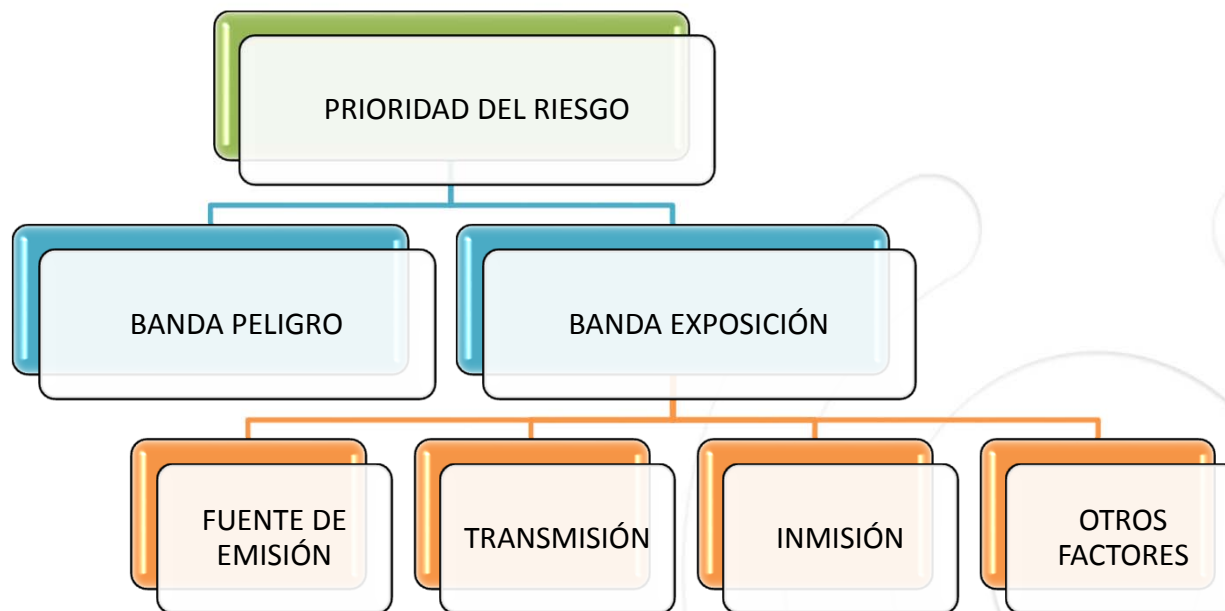 PRIORIDAD DEL RIESGO
BANDA PELIGRO
BANDA EXPOSICIÓN
FUENTE DE
EMISIÓN
TRANSMISIÓN
INMISIÓN
OTROS
FACTORES